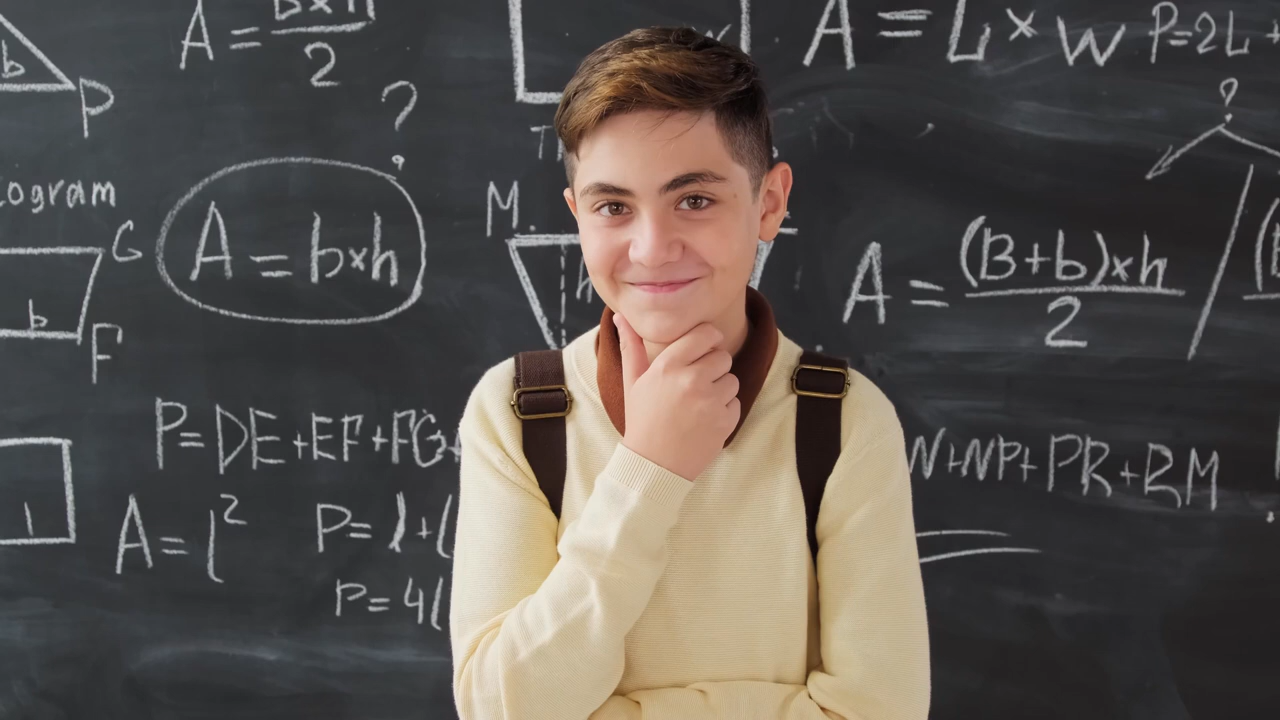 A = b×h / 2
A = L × W P=2L +
b
P
?
?
T
ogram
M
G
A = b×h
h
A = (B+b)×h / 2 /
b
F
P=DE+EF+FG+
N+NP+PR+RM
l
A = l²
P= l+l
P=4l